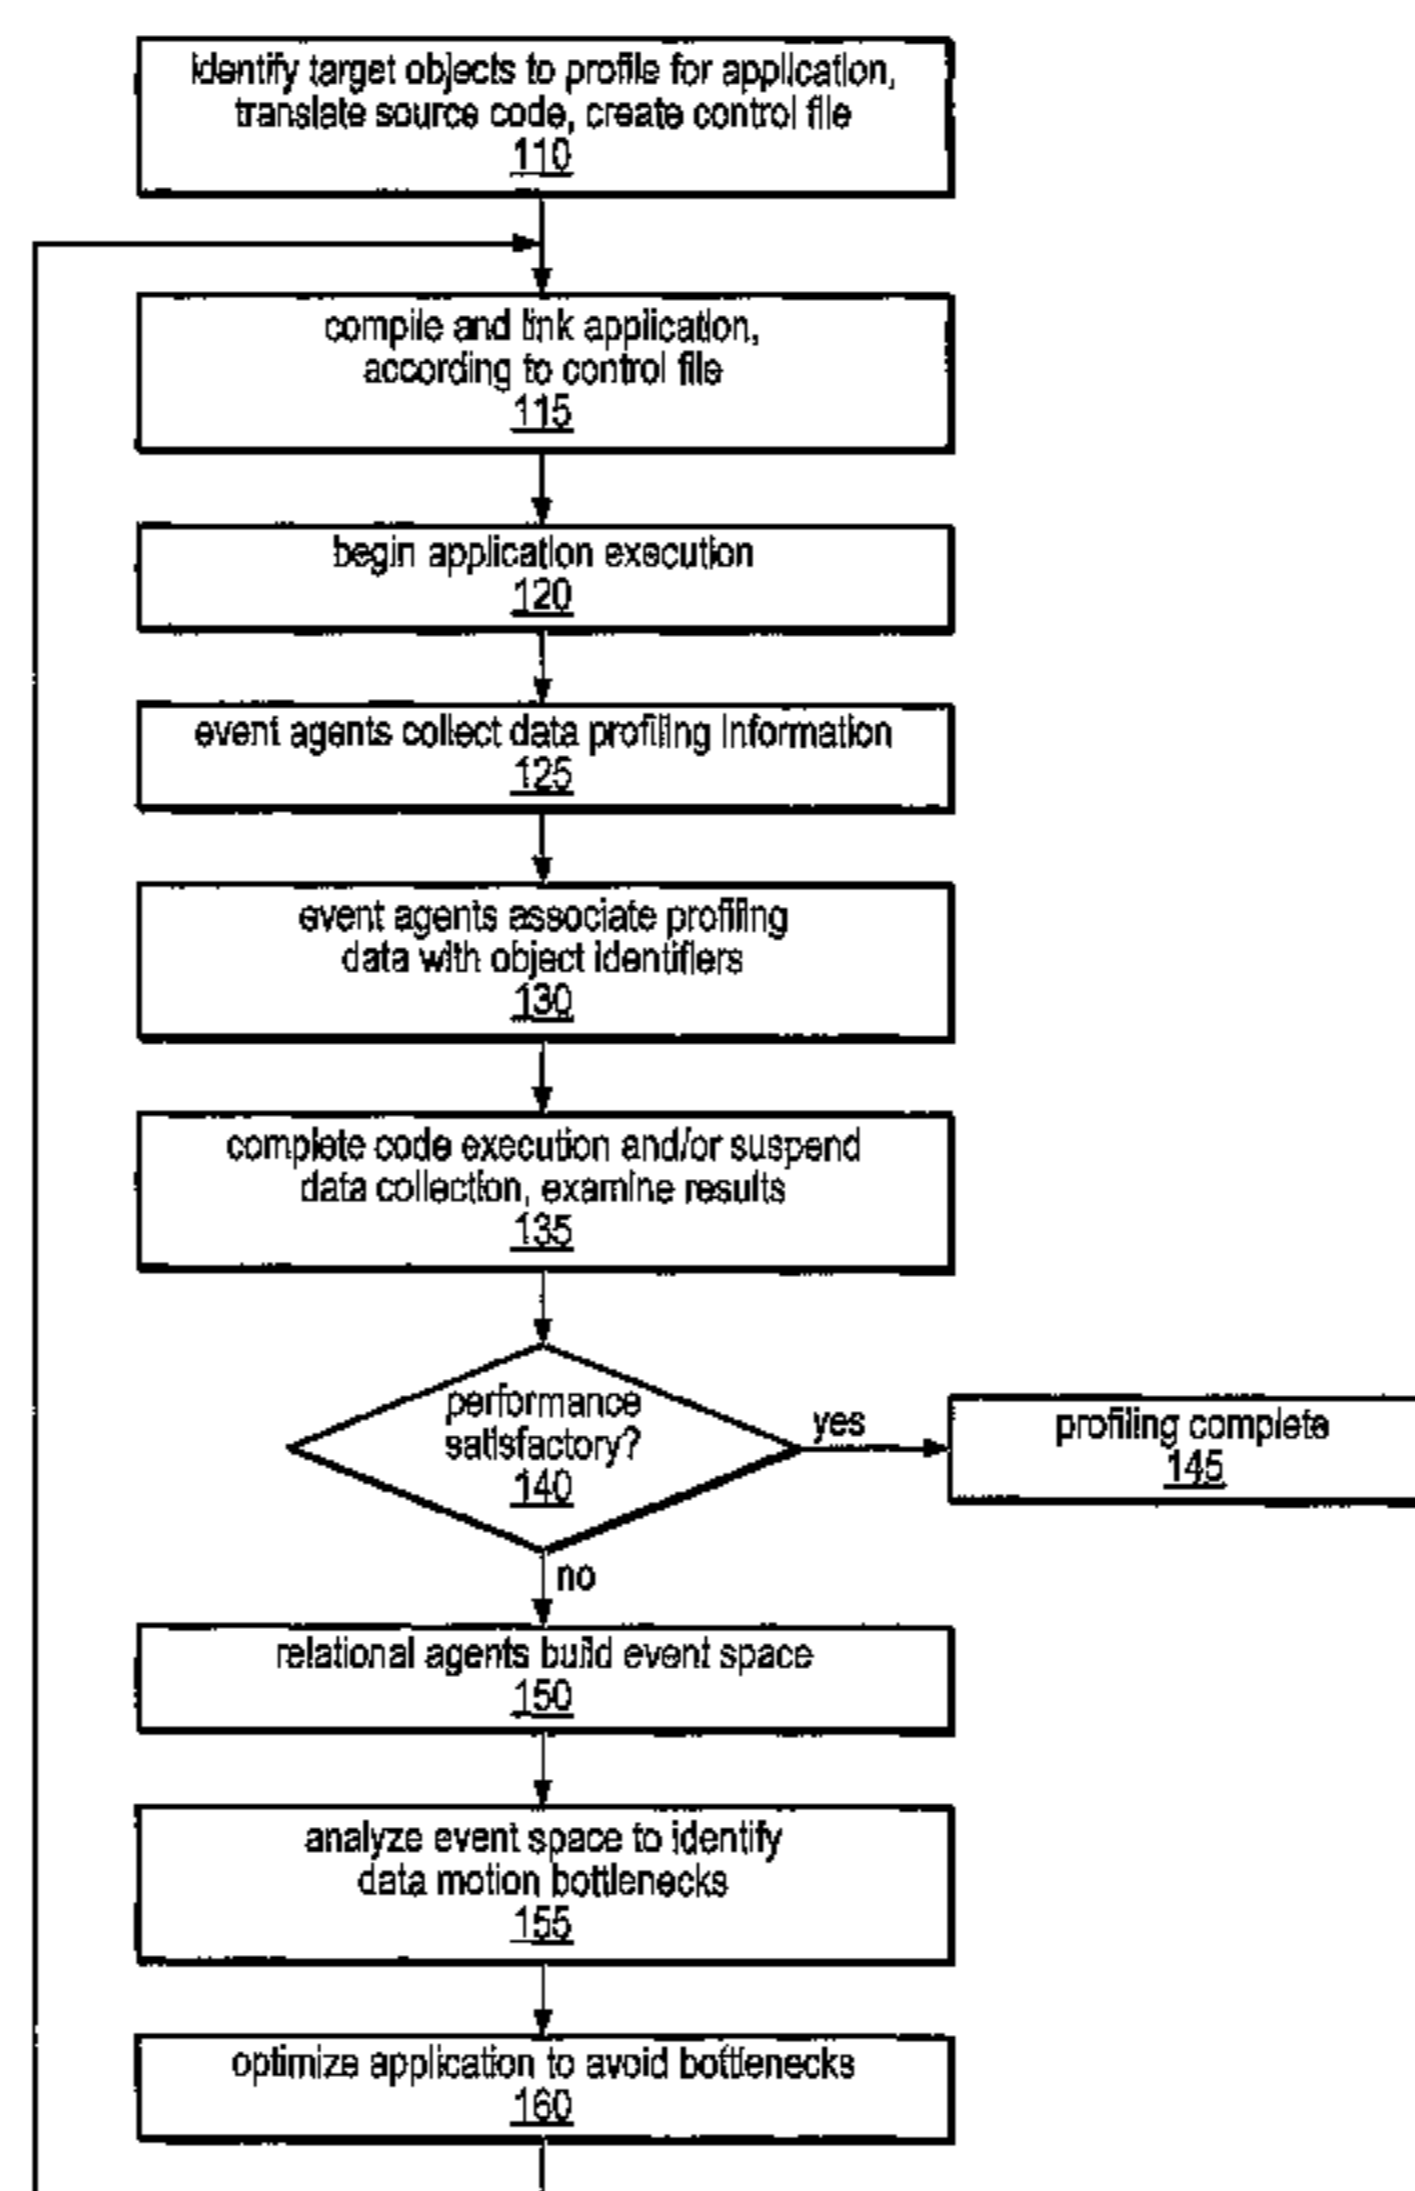 identify target objects to profile for application,
translate source code, create control file
110
compile and link application,
according to control file
115
begin application execution
120
event agents collect data profiling information
125
event agents associate profiling
data with object identifiers
130
complete code execution and/or suspend
data collection, examine results
135
performance
satisfactory?
140
yes
profiling complete
145
no
relational agents build event space
150
analyze event space to identify
data motion bottlenecks
155
optimize application to avoid bottlenecks
160